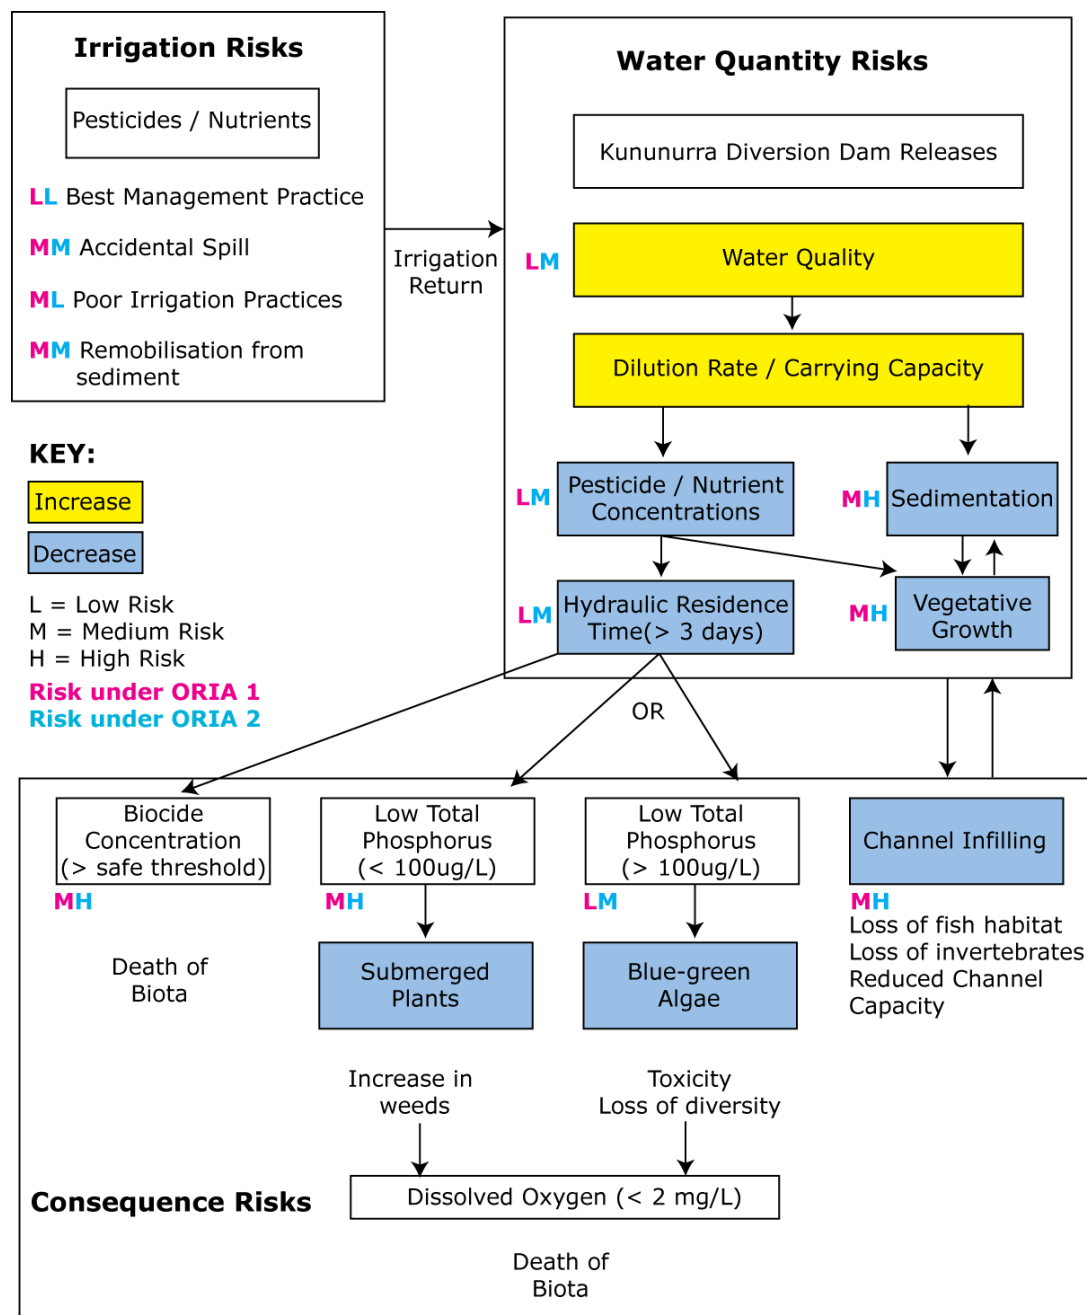 Irrigation Risks
Pesticides / Nutrients
LL Best Management Practice
MM Accidental Spill
ML Poor Irrigation Practices
MM Remobilisation from
sediment
Irrigation
Return
Water Quantity Risks
Kununurra Diversion Dam Releases
LM Water Quality
Dilution Rate / Carrying Capacity
LM Pesticide / Nutrient
Concentrations
MH Sedimentation
LM Hydraulic Residence
Time(> 3 days)
MH Vegetative
Growth
KEY:
Increase
Decrease
L = Low Risk
M = Medium Risk
H = High Risk
Risk under ORIA 1
Risk under ORIA 2
OR
Biocide
Concentration
(> safe threshold)
MH
Death of
Biota
Low Total
Phosphorus
(< 100ug/L)
MH
Submerged
Plants
Increase in
weeds
Low Total
Phosphorus
(> 100ug/L)
LM
Blue-green
Algae
Toxicity
Loss of diversity
Channel Infilling
MH
Loss of fish habitat
Loss of invertebrates
Reduced Channel
Capacity
Consequence Risks
Dissolved Oxygen (< 2 mg/L)
Death of
Biota